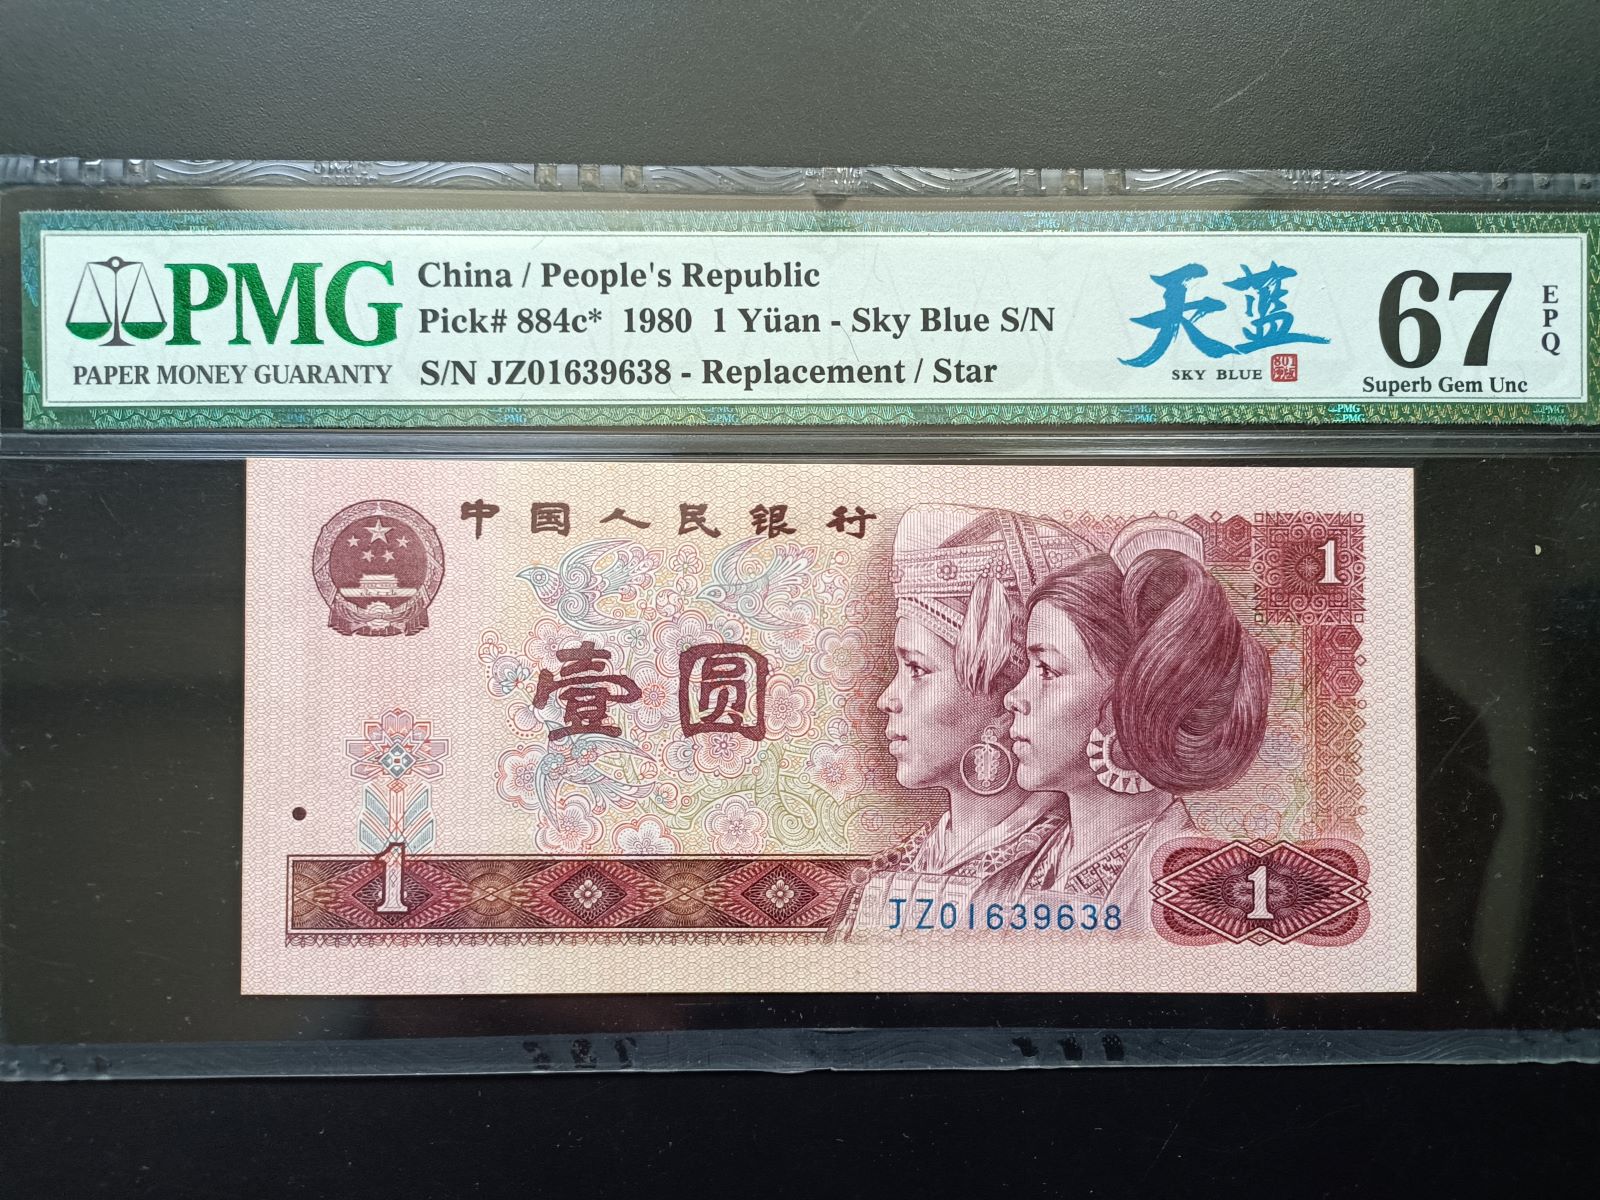 PMG
PAPER MONEY GUARANTY
China / People's Republic
Pick# 884c* 1980 1 Yüan - Sky Blue S/N
S/N JZ01639638 - Replacement / Star
天蓝
SKY BLUE
67
EPQ
Superb Gem Unc
中国人民银行
1
壹圆
1
JZ01639638
1